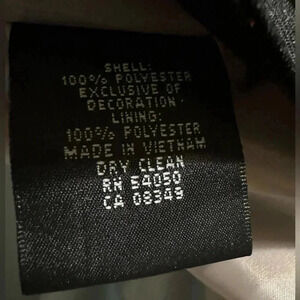 SHELL:
100% POLYESTER
EXCLUSIVE OF
DECORATION
LINING:
100% POLYESTER
MADE IN VIETNAM
DRY CLEAN
RN 54050
CA 08349